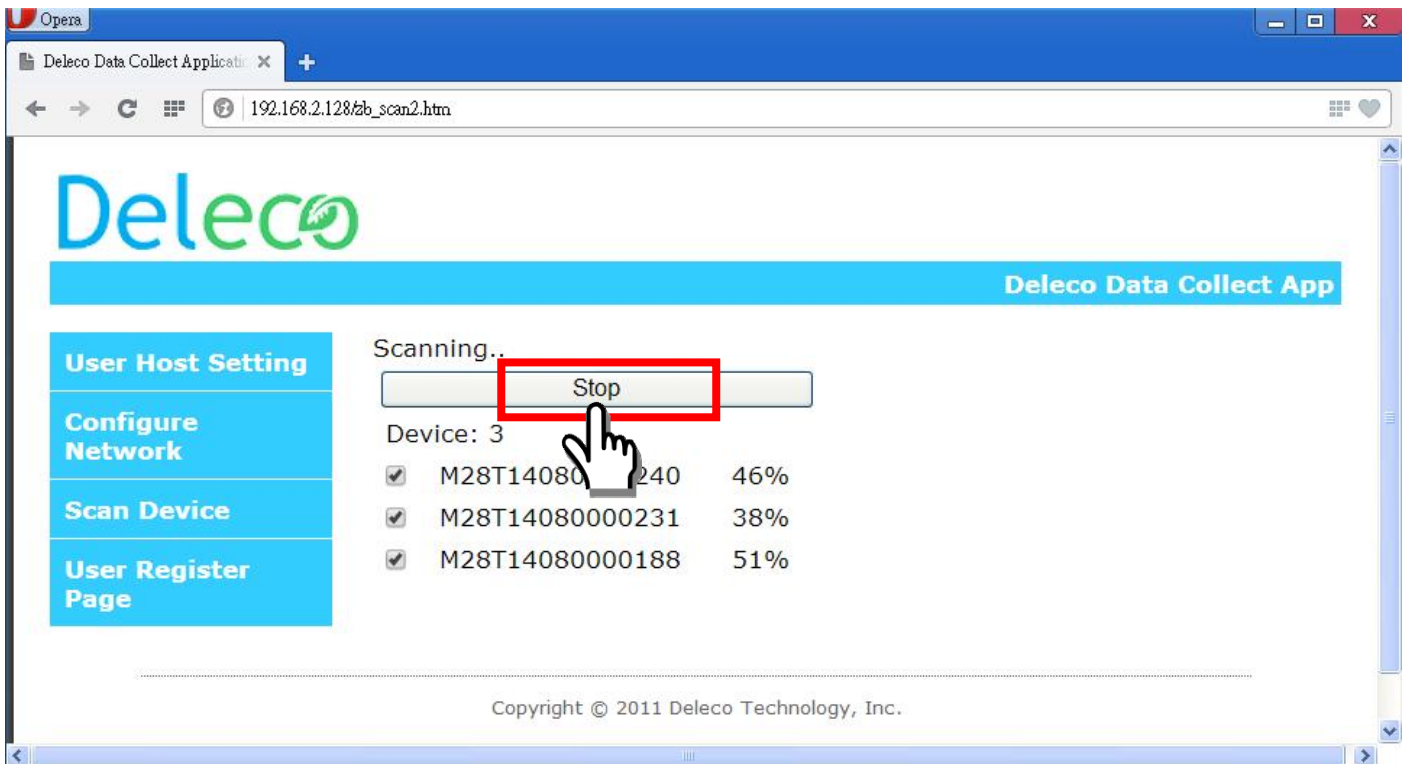 Opera
Deleco Data Collect Applicati
192.168.2.128/zb_scan2.htm
Deleco
Deleco Data Collect App
User Host Setting
Configure
Network
Scan Device
User Register
Page
Scanning..
Stop
Device: 3
M28T14080 240 46%
M28T14080000231 38%
M28T14080000188 51%
Copyright © 2011 Deleco Technology, Inc.